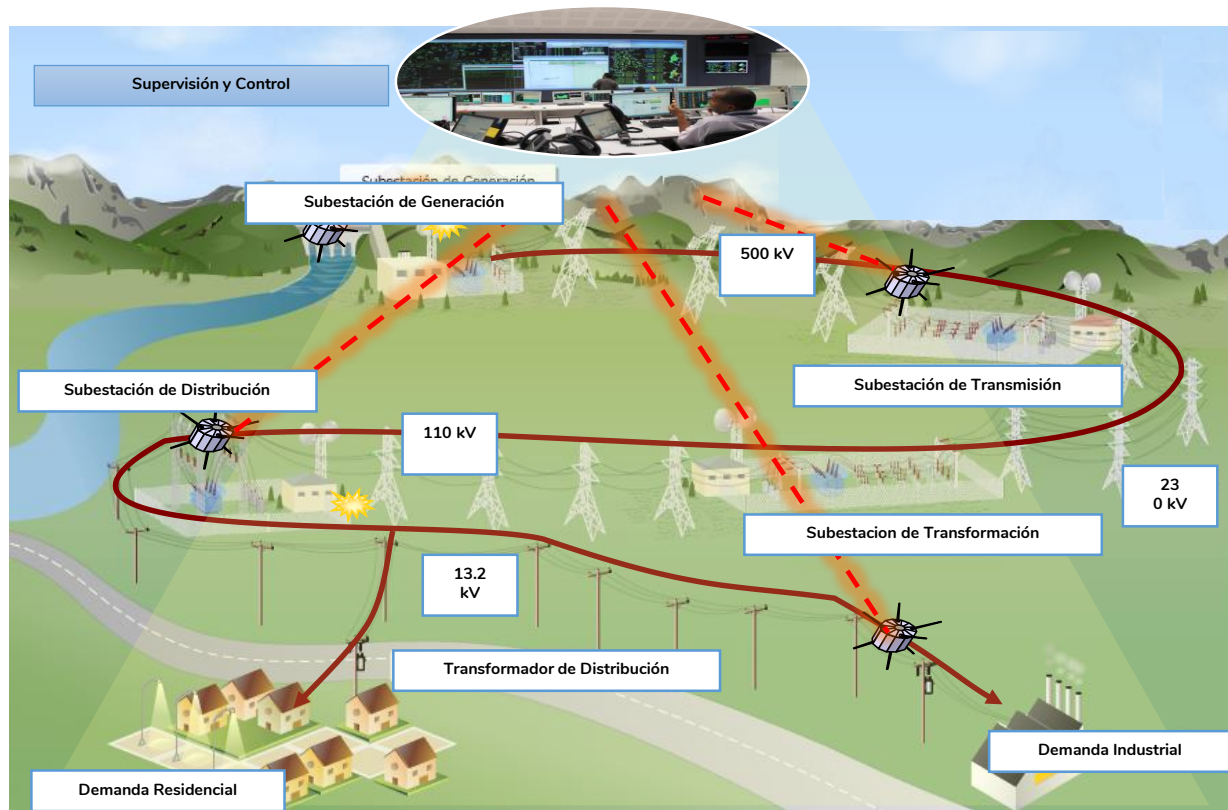 Supervisión y Control
Subestación de Generación
Subestación de Generación
500 kV
Subestación de Distribución
Subestación de Transmisión
110 kV
23
0 kV
Subestacion de Transformación
13.2
kV
Transformador de Distribución
Demanda Industrial
Demanda Residencial